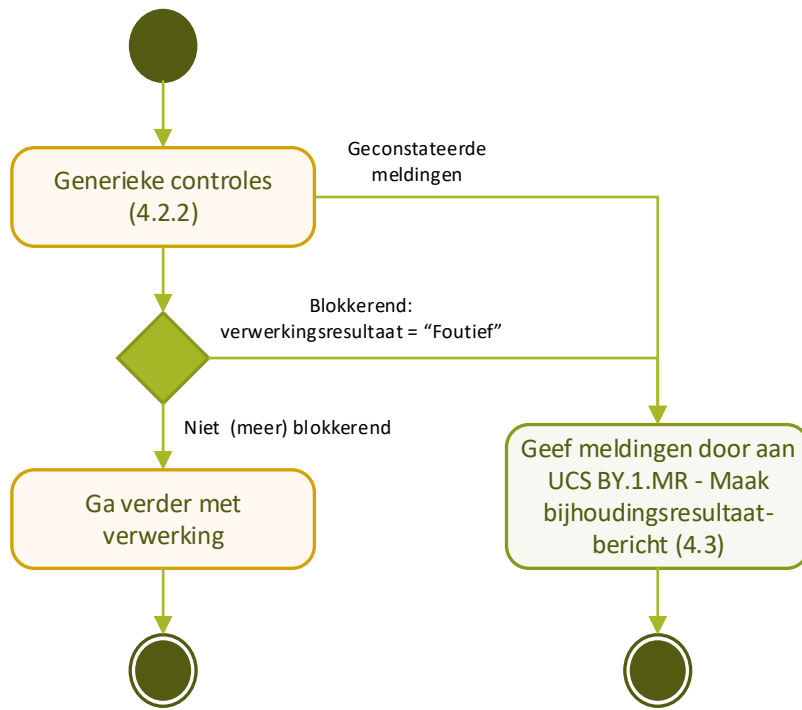 Generieke controles
(4.2.2)
Geconstateerde
meldingen
Blokkerend:
verwerkingsresultaat = “Foutief”
Niet (meer) blokkerend
Ga verder met
verwerking
Geef meldingen door aan
UCS BY.1.MR - Maak
bijhoudingsresultaat-
bericht (4.3)